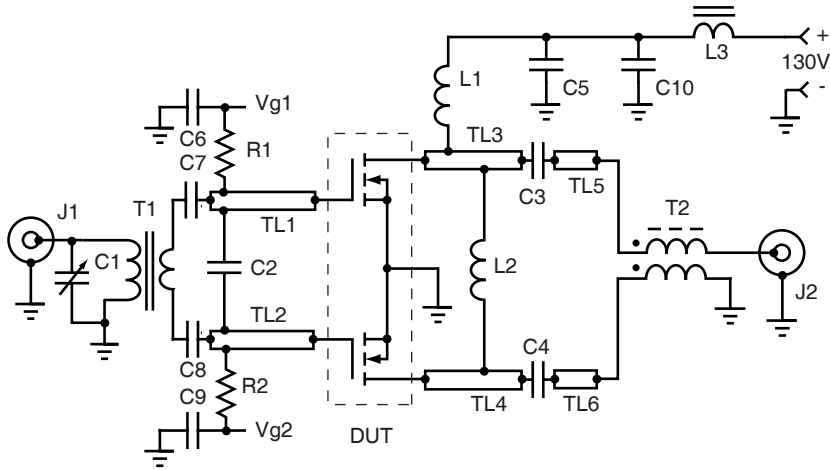 L3
+
130V
-
L1
C5
C10
Vg1
C6
C7
R1
TL3
C3
TL5
J1
T1
TL1
T2
C1
C2
L2
J2
TL2
C4
C8
C9
R2
TL4
TL6
Vg2
DUT